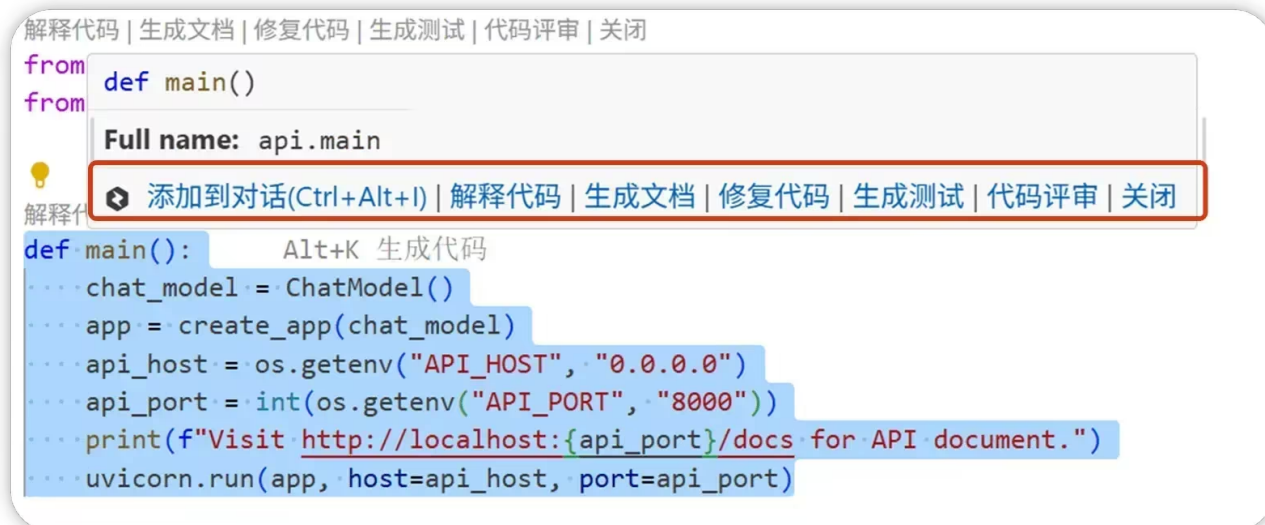 解释代码 | 生成文档 | 修复代码 | 生成测试 | 代码评审 | 关闭
from
def main()
from
Full name: api.main
添加到对话(Ctrl+Alt+I) | 解释代码 | 生成文档 | 修复代码 | 生成测试 | 代码评审 | 关闭
解释
def main(): Alt+K 生成代码
chat_model = ChatModel()
app = create_app(chat_model)
api_host = os.getenv("API_HOST", "0.0.0.0")
api_port = int(os.getenv("API_PORT", "8000"))
print(f"Visit http://localhost:{api_port}/docs for API document.")
uvicorn.run(app, host=api_host, port=api_port)